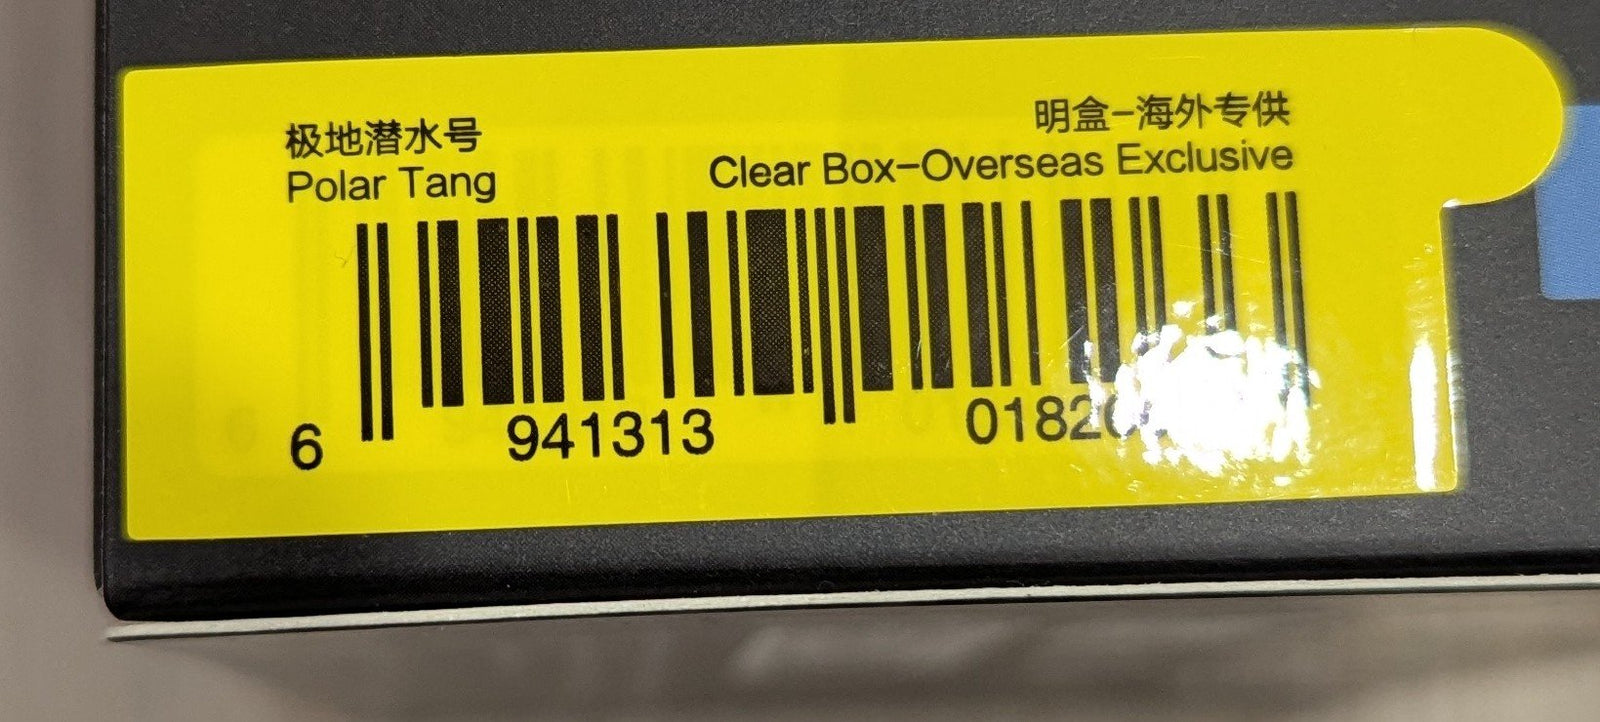 极地潜水号
Polar Tang
明盒-海外专供
Clear Box-Overseas Exclusive
6 941313